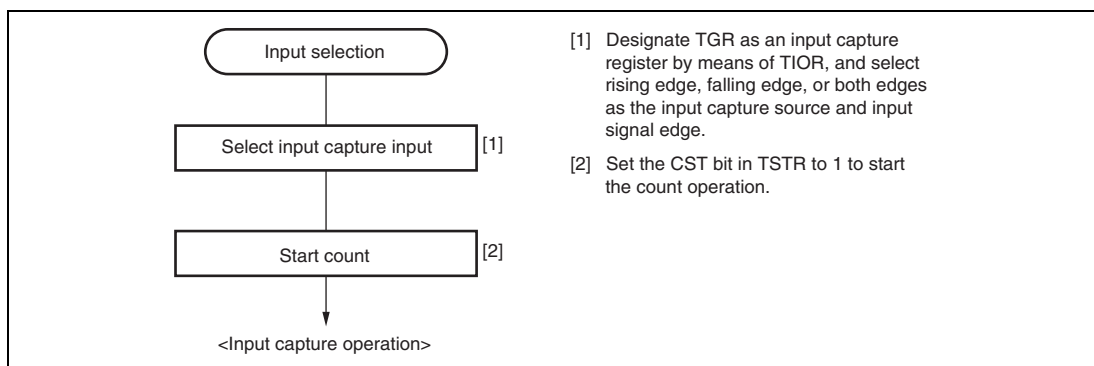 Input selection
Select input capture input
[1]
Start count
[2]
<Input capture operation>
[1] Designate TGR as an input capture
register by means of TIOR, and select
rising edge, falling edge, or both edges
as the input capture source and input
signal edge.
[2] Set the CST bit in TSTR to 1 to start
the count operation.